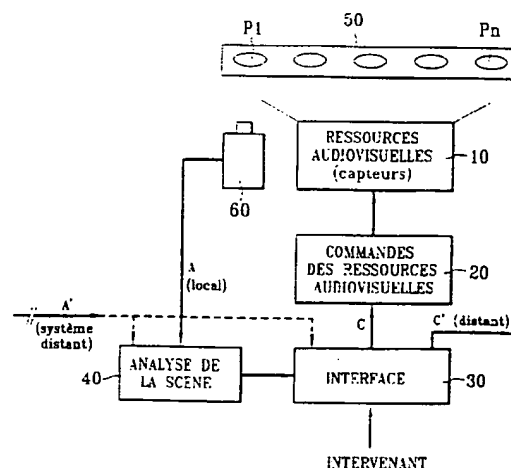 50
P1
Pn
RESSOURCES
AUDIOVISUELLES
(capteurs)
10
60
COMMANDES
DES RESSOURCES
AUDIOVISUELLES
20
A
(local)
A'
(système
distant)
C
C' (distant)
40
ANALYSE DE
LA SCENE
INTERFACE
30
INTERVENANT